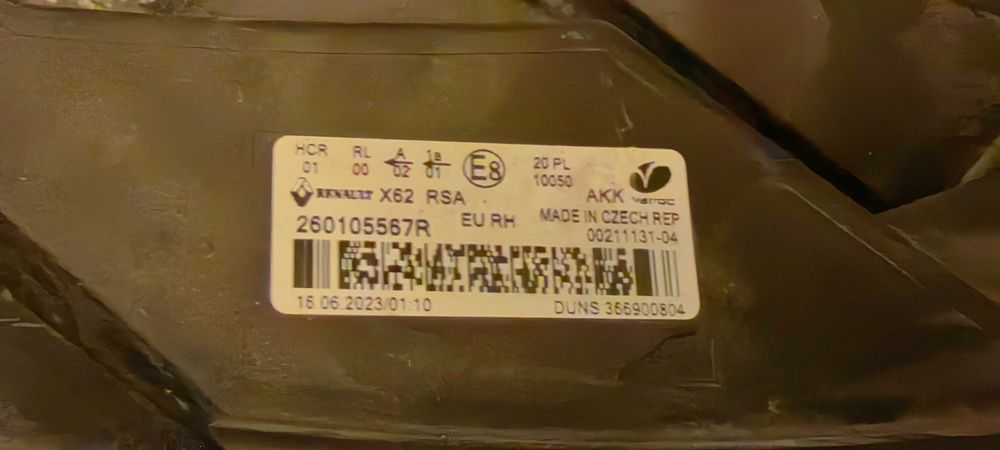 HCR RL A 1a E8 20 PL
01 00 02 01 10050
RENAULT X62 RSA AKK varroc
260105567R EU RH MADE IN CZECH REP
00211131-04
16.06.2023/01:10 DUNS 366900804